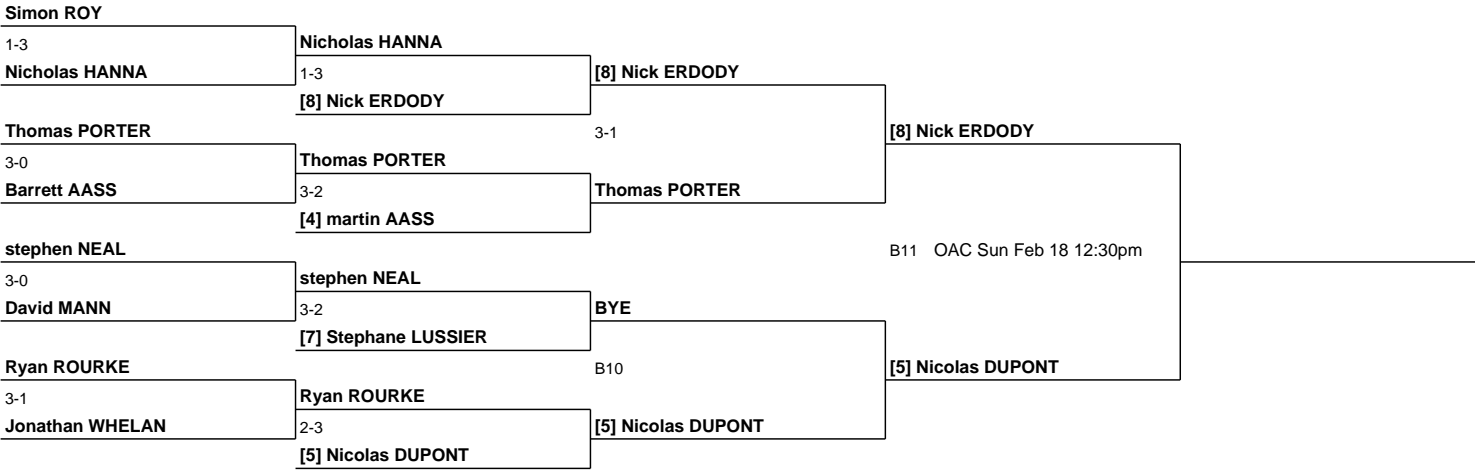 Simon ROY
1-3
Nicholas HANNA
Nicholas HANNA
1-3
[8] Nick ERDODY
[8] Nick ERDODY
Thomas PORTER
3-1
[8] Nick ERDODY
3-0
Thomas PORTER
Barrett AASS
3-2
Thomas PORTER
[4] martin AASS
stephen NEAL
B11 OAC Sun Feb 18 12:30pm
3-0
stephen NEAL
David MANN
3-2
BYE
[7] Stephane LUSSIER
Ryan ROURKE
B10
[5] Nicolas DUPONT
3-1
Ryan ROURKE
Jonathan WHELAN
2-3
[5] Nicolas DUPONT
[5] Nicolas DUPONT